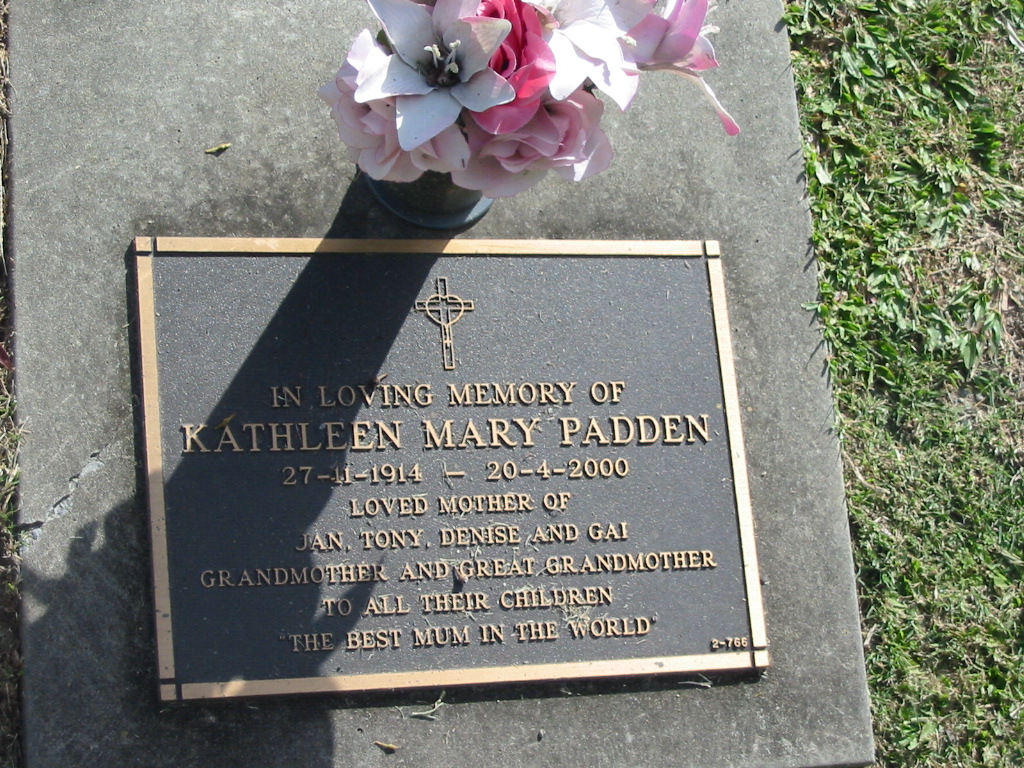 IN LOVING MEMORY OF
KATHLEEN MARY PADDEN
27-11-1914 — 20-4-2000
LOVED MOTHER OF
JAN, TONY, DENISE AND GAI
GRANDMOTHER AND GREAT GRANDMOTHER
TO ALL THEIR CHILDREN
"THE BEST MUM IN THE WORLD"
2-766